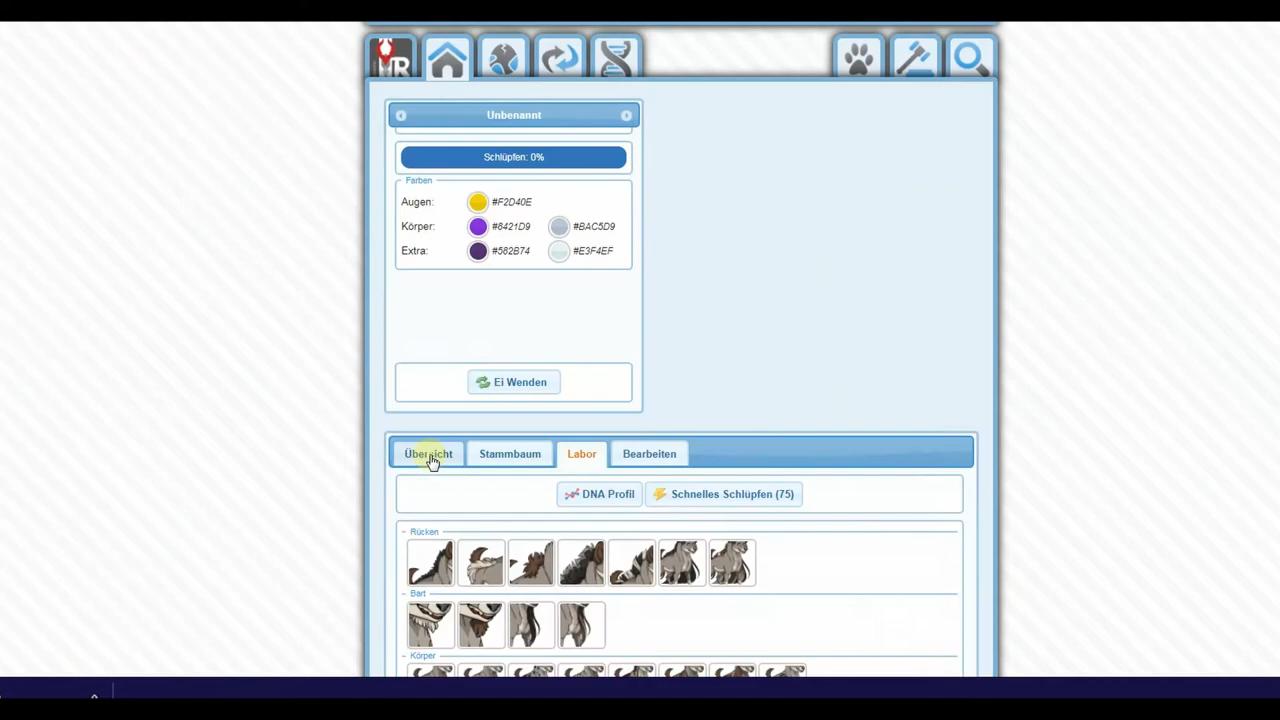 R
Unbenannt
Schlüpfen: 0%
Farben
Augen: #F2D40E
Körper: #8421D9 #BAC5D9
Extra: #582B74 #E3F4EF
Ei Wenden
Übersicht Stammbaum Labor Bearbeiten
DNA Profil Schnelles Schlüpfen (75)
Rücken
Bart
Körper